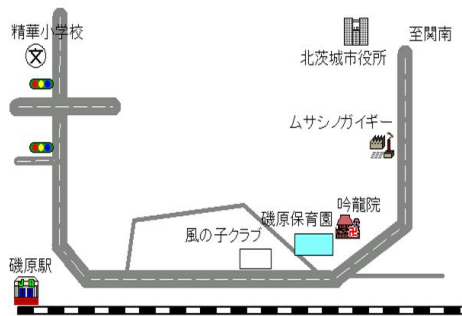 精華小学校
文
至関南
北茨城市役所
ムサシノガイギー
吟龍院
磯原保育園
風の子クラブ
磯原駅